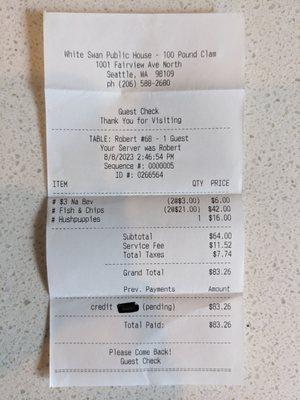 White Swan Public House - 100 Pound Clam
1001 Fairview Ave North
Seattle, WA 98109
ph (206) 588-2680
Guest Check
Thank You for Visiting
TABLE: Robert #68 - 1 Guest
Your Server was Robert
8/8/2023 2:46:54 PM
Sequence #: 0000005
ID #: 0266564
ITEM QTY PRICE
# $3 Na Bev (2@$3.00) $6.00
# Fish & Chips (2@$21.00) $42.00
# Hushpuppies 1 $16.00
Subtotal $64.00
Service Fee $11.52
Total Taxes $7.74
Grand Total $83.26
Prev. Payments Amount
credit (pending) $83.26
Total Paid: $83.26
Please Come Back!
Guest Check